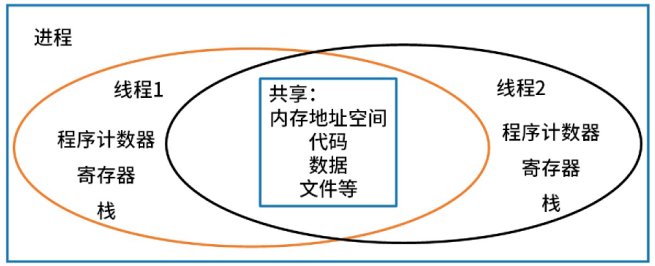 进程
线程1
程序计数器
寄存器
栈
共享：
内存地址空间
代码
数据
文件等
线程2
程序计数器
寄存器
栈